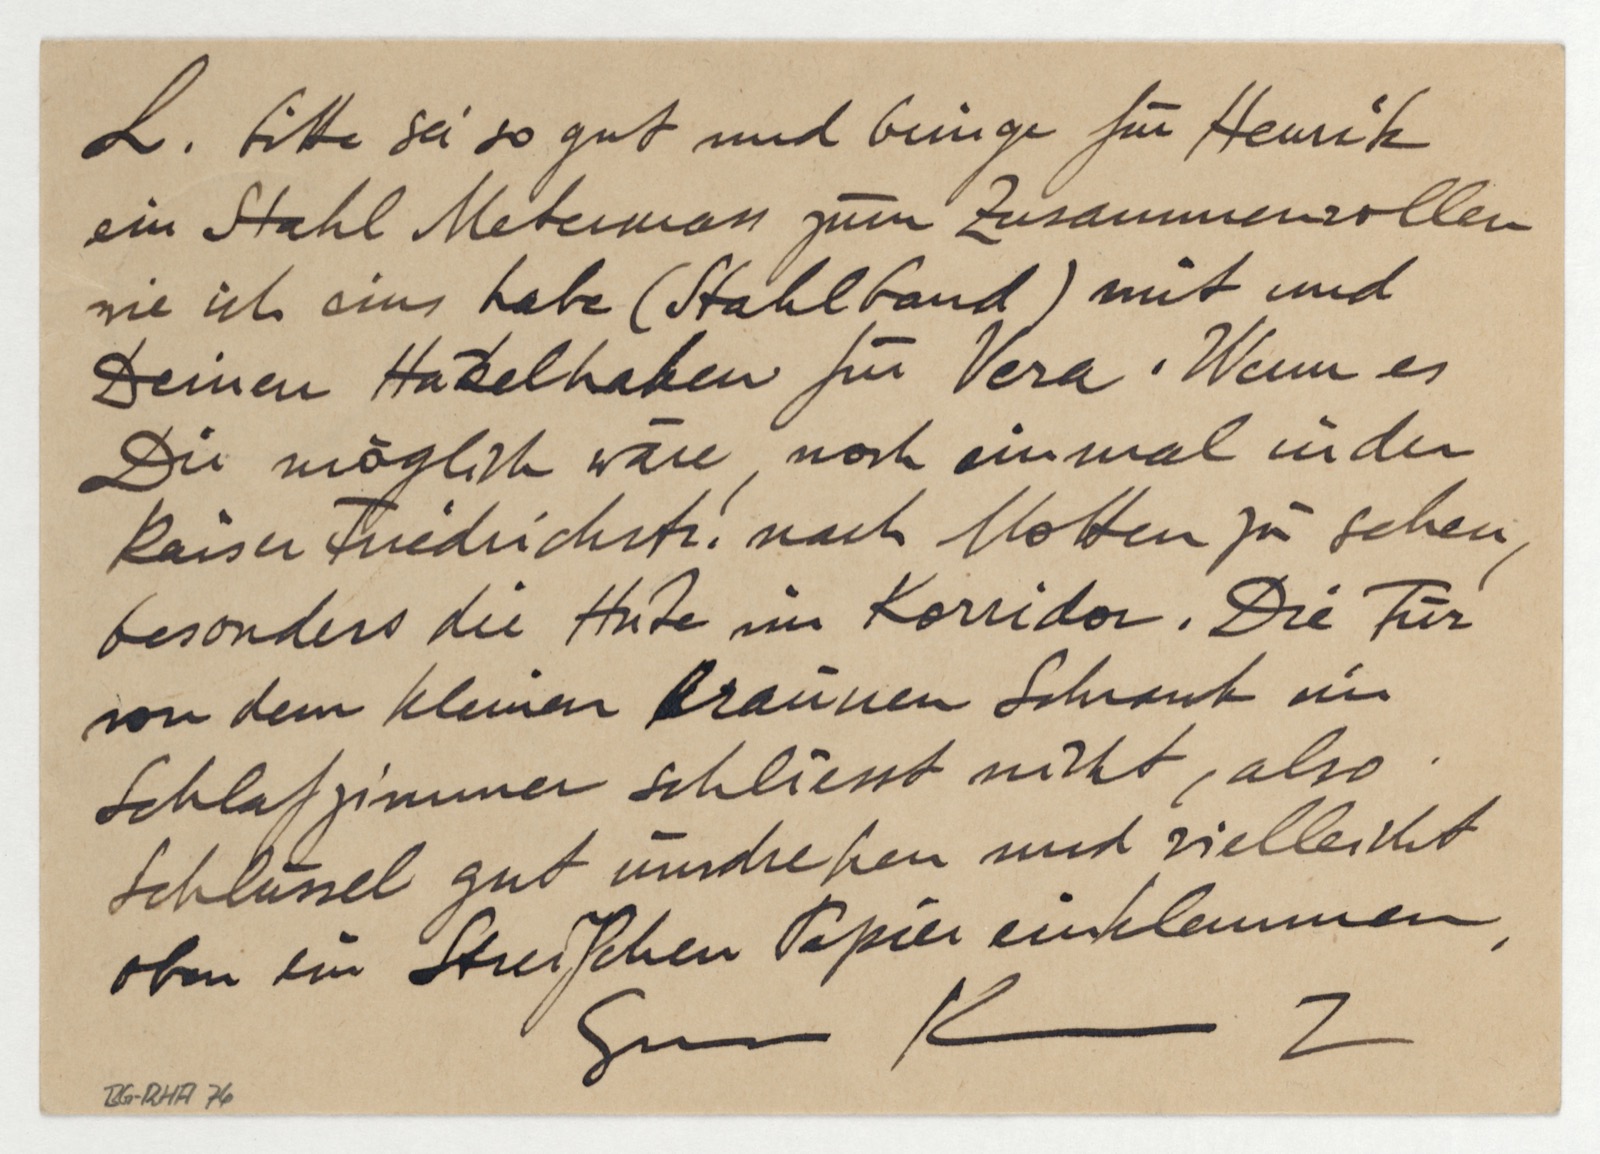 L. bitte sei so gut und bringe für Henrik
ein Stahl Metermass zum Zusammenrollen
wie ich eins habe (Stahlband) mit und
Deinen Hakelhaken für Vera. Wenn es
Dir möglich wäre, noch einmal in der
Kaiser Friedrichstr. nach Motten zu sehen,
besonders die Hüte im Korridor. Die Tür
von dem kleinen braunen Schrank im
Schlafzimmer schliesst nicht, also
Schlüssel gut umdrehen und vielleicht
oben ein Streifchen Papier einklemmen,
Gruss K
BG-RHA 76